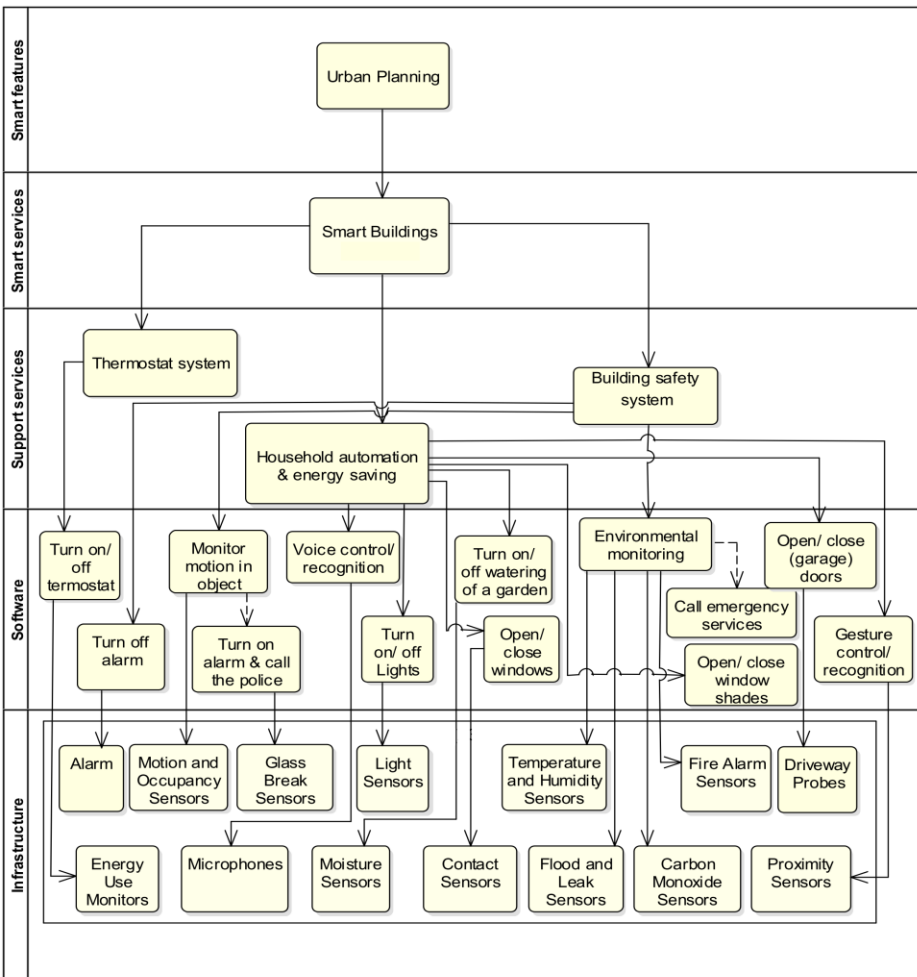 Smart features
Urban Planning
Smart services
Smart Buildings
Support services
Thermostat system
Building safety
system
Household automation
& energy saving
Software
Turn on/
off
termostat
Monitor
motion in
object
Voice control/
recognition
Turn on/
off watering
of a garden
Environmental
monitoring
Open/ close
(garage)
doors
Turn off
alarm
Turn on
alarm & call
the police
Turn
on/ off
Lights
Open/
close
windows
Call emergency
services
Open/ close
window
shades
Gesture
control/
recognition
Infrastructure
Alarm
Motion and
Occupancy
Sensors
Glass
Break
Sensors
Light
Sensors
Temperature
and Humidity
Sensors
Fire Alarm
Sensors
Driveway
Probes
Energy
Use
Monitors
Microphones
Moisture
Sensors
Contact
Sensors
Flood and
Leak
Sensors
Carbon
Monoxide
Sensors
Proximity
Sensors